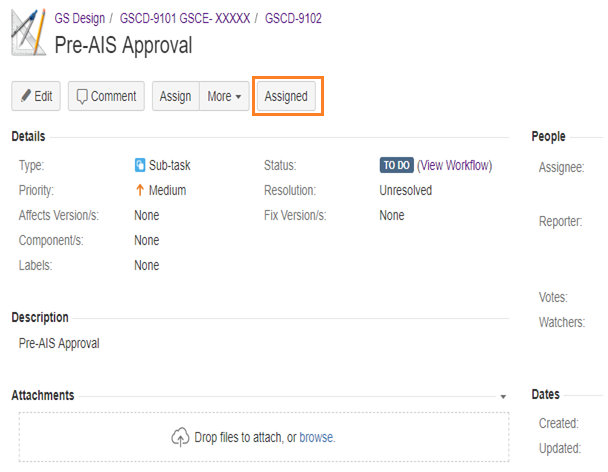 GS Design / GSCD-9101 GSCE- XXXXX / GSCD-9102
Pre-AIS Approval
Edit Comment Assign More Assigned
Details
Type: Sub-task
Priority: Medium
Affects Version/s: None
Component/s: None
Labels: None
Status: TO DO (View Workflow)
Resolution: Unresolved
Fix Version/s: None
Description
Pre-AIS Approval
Attachments
Drop files to attach, or browse.
People
Assignee:
Reporter:
Votes:
Watchers:
Dates
Created:
Updated: